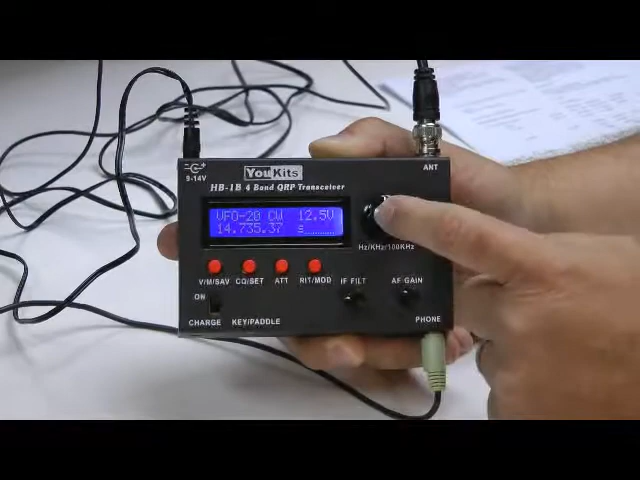 9-14V
ANT
YouKits
HB-1B 4 Band QRP Transceiver
VFO-20 CW 12.5V
14.735.37 S
Hz/KHz/100KHz
V/M/SAV CQ/SET ATT RIT/MOD IF FILT AF GAIN
ON
CHARGE KEY/PADDLE PHONE